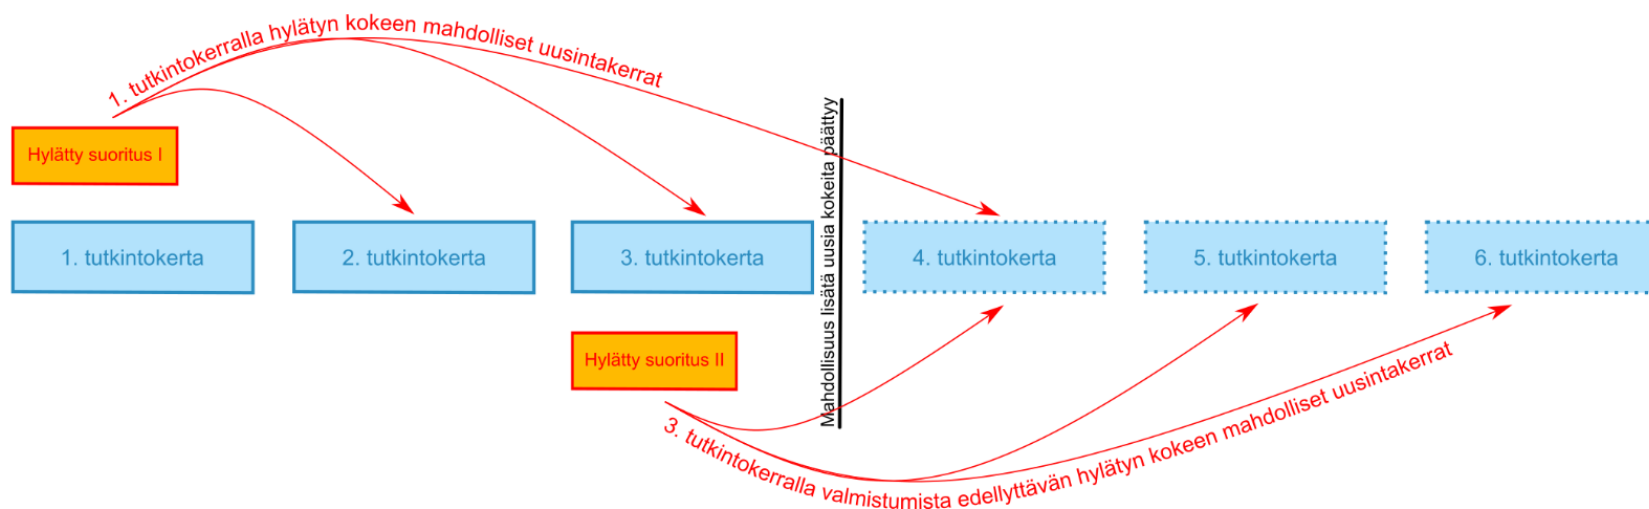 1. tutkintokerralla hylätyn kokeen mahdolliset uusintakerrat
Hylätty suoritus I
Mahdollisuus lisätä uusia kokeita päättyy
1. tutkintokerta
2. tutkintokerta
3. tutkintokerta
4. tutkintokerta
5. tutkintokerta
6. tutkintokerta
Hylätty suoritus II
3. tutkintokerralla valmistumista edellyttävän hylätyn kokeen mahdolliset uusintakerrat